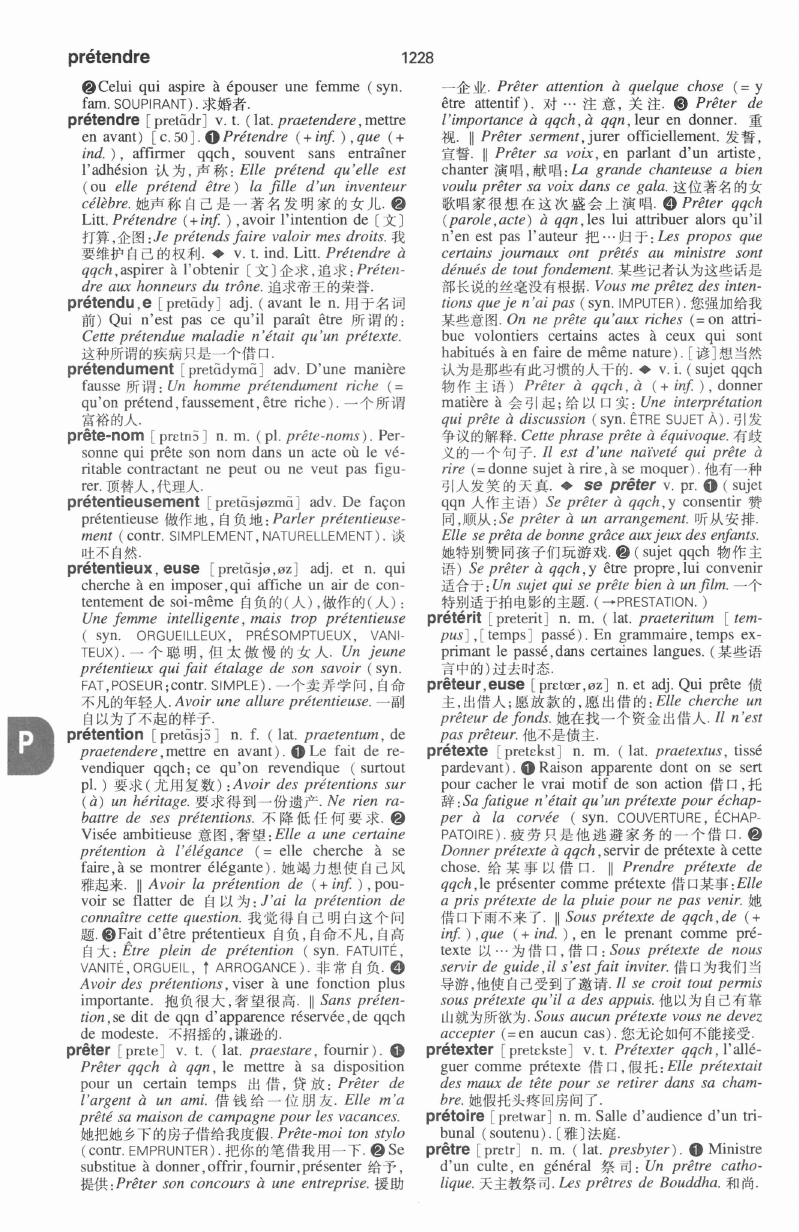 prétendre
1228
❷Celui qui aspire à épouser une femme (syn.
fam. SOUPIRANT). 求婚者.
prétendre [pretɑ̃dr] v. t. (lat. praetendere, mettre
en avant) [c.50]. ❶Prétendre (+inf.), que (+
ind.), affirmer qqch, souvent sans entraîner
l'adhésion 认为,声称: Elle prétend qu'elle est
(ou elle prétend être) la fille d'un inventeur
célèbre. 她声称自己是一著名发明家的女儿. ❷
Litt. Prétendre (+inf.), avoir l'intention de〔文〕
打算,企图:Je prétends faire valoir mes droits. 我
要维护自己的权利. ◆ v. t. ind. Litt. Prétendre à
qqch,aspirer à l'obtenir〔文〕企求,追求: Préten-
dre aux honneurs du trône. 追求帝王的荣誉.
prétendu,e [pretɑ̃dy] adj. (avant le n. 用于名词
前) Qui n'est pas ce qu'il paraît être 所谓的:
Cette prétendue maladie n'était qu'un prétexte.
这种所谓的疾病只是一个借口.
prétendument [pretɑ̃dymɑ̃] adv. D'une manière
fausse 所谓: Un homme prétendument riche (=
qu'on prétend, faussement, être riche). 一个所谓
富裕的人.
prête-nom [prɛtnɔ̃] n. m. (pl. prête-noms). Per-
sonne qui prête son nom dans un acte où le vé-
ritable contractant ne peut ou ne veut pas figu-
rer. 顶替人,代理人.
prétentieusement [pretɑ̃sjøzmɑ̃] adv. De façon
prétentieuse 做作地,自负地: Parler prétentieuse-
ment (contr. SIMPLEMENT, NATURELLEMENT). 谈
吐不自然.
prétentieux, euse [pretɑ̃sjø,øz] adj. et n. qui
cherche à en imposer,qui affiche un air de con-
tentement de soi-même 自负的(人),做作的(人):
Une femme intelligente, mais trop prétentieuse
( syn. ORGUEILLEUX, PRÉSOMPTUEUX, VANI-
TEUX). 一个聪明,但太傲慢的女人. Un jeune
prétentieux qui fait étalage de son savoir (syn.
FAT,POSEUR;contr. SIMPLE). 一个卖弄学问,自命
不凡的年轻人. Avoir une allure prétentieuse. 一副
自以为了不起的样子.
prétention [pretɑ̃sjɔ̃] n. f. (lat. praetentum, de
praetendere,mettre en avant). ❶Le fait de re-
vendiquer qqch; ce qu'on revendique (surtout
pl.) 要求(尤用复数):Avoir des prétentions sur
(à) un héritage. 要求得到一份遗产. Ne rien ra-
battre de ses prétentions. 不降低任何要求. ❷
Visée ambitieuse 意图,奢望:Elle a une certaine
prétention à l'élégance (= elle cherche à se
faire,à se montrer élégante). 她竭力想使自己风
雅起来. ‖ Avoir la prétention de (+inf.), pou-
voir se flatter de 自以为: J'ai la prétention de
connaître cette question. 我觉得自己明白这个问
题. ❸Fait d'être prétentieux 自负,自命不凡,自高
自大: Être plein de prétention (syn. FATUITÉ,
VANITÉ,ORGUEIL, ↑ ARROGANCE). 非常自负. ❹
Avoir des prétentions, viser à une fonction plus
importante. 抱负很大,奢望很高. ‖ Sans préten-
tion,se dit de qqn d'apparence réservée,de qqch
de modeste. 不招摇的,谦逊的.
prêter [prɛte] v. t. (lat. praestare, fournir). ❶
Prêter qqch à qqn, le mettre à sa disposition
pour un certain temps 出借,贷放: Prêter de
l'argent à un ami. 借钱给一位朋友. Elle m'a
prêté sa maison de campagne pour les vacances.
她把她乡下的房子借给我度假. Prête-moi ton stylo
(contr. EMPRUNTER). 把你的笔借我用一下. ❷Se
substitue à donner,offrir,fournir,présenter 给予,
提供:Prêter son concours à une entreprise. 援助
P
一企业. Prêter attention à quelque chose (= y
être attentif). 对…注意,关注. ❸ Prêter de
l'importance à qqch,à qqn,leur en donner. 重
视. ‖ Prêter serment,jurer officiellement. 发誓,
宣誓. ‖ Prêter sa voix,en parlant d'un artiste,
chanter 演唱,献唱:La grande chanteuse a bien
voulu prêter sa voix dans ce gala. 这位著名的女
歌唱家很想在这次盛会上演唱. ❹ Prêter qqch
(parole,acte) à qqn,les lui attribuer alors qu'il
n'en est pas l'auteur 把…归于: Les propos que
certains journaux ont prêtés au ministre sont
dénués de tout fondement. 某些记者认为这些话是
部长说的丝毫没有根据. Vous me prêtez des inten-
tions que je n'ai pas (syn. IMPUTER). 您强加给我
某些意图. On ne prête qu'aux riches (=on attri-
bue volontiers certains actes à ceux qui sont
habitués à en faire de même nature).〔谚〕想当然
认为是那些有此习惯的人干的. ◆ v. i. (sujet qqch
物作主语) Prêter à qqch,à (+ inf.), donner
matière à 会引起;给以口实: Une interprétation
qui prête à discussion (syn. ÊTRE SUJET À). 引发
争议的解释. Cette phrase prête à équivoque. 有歧
义的一个句子. Il est d'une naïveté qui prête à
rire (=donne sujet à rire,à se moquer). 他有一种
引人发笑的天真. ◆ se prêter v. pr. ❶ (sujet
qqn 人作主语) Se prêter à qqch,y consentir 赞
同,顺从:Se prêter à un arrangement. 听从安排.
Elle se prêta de bonne grâce aux jeux des enfants.
她特别赞同孩子们玩游戏. ❷(sujet qqch 物作主
语) Se prêter à qqch,y être propre,lui convenir
适合于:Un sujet qui se prête bien à un film. 一个
特别适于拍电影的主题. (→PRESTATION.)
prétérit [preterit] n. m. (lat. praeteritum [tem-
pus],[temps] passé). En grammaire,temps ex-
primant le passé,dans certaines langues. (某些语
言中的)过去时态.
prêteur,euse [prɛtœr,øz] n. et adj. Qui prête 债
主,出借人;愿放款的,愿出借的:Elle cherche un
prêteur de fonds. 她在找一个资金出借人. Il n'est
pas prêteur. 他不是债主.
prétexte [pretɛkst] n. m. (lat. praetextus, tissé
pardevant). ❶Raison apparente dont on se sert
pour cacher le vrai motif de son action 借口,托
辞:Sa fatigue n'était qu'un prétexte pour échap-
per à la corvée (syn. COUVERTURE, ÉCHAP-
PATOIRE). 疲劳只是他逃避家务的一个借口. ❷
Donner prétexte à qqch,servir de prétexte à cette
chose. 给某事以借口. ‖ Prendre prétexte de
qqch,le présenter comme prétexte 借口某事:Elle
a pris prétexte de la pluie pour ne pas venir. 她
借口下雨不来了. ‖ Sous prétexte de qqch,de (+
inf.),que (+ ind.), en le prenant comme pré-
texte 以…为借口,借口: Sous prétexte de nous
servir de guide,il s'est fait inviter. 借口为我们当
导游,他使自己受到了邀请. Il se croit tout permis
sous prétexte qu'il a des appuis. 他以为自己有靠
山就为所欲为. Sous aucun prétexte vous ne devez
accepter (=en aucun cas). 您无论如何不能接受.
prétexter [pretɛkste] v. t. Prétexter qqch,l'allé-
guer comme prétexte 借口,假托: Elle prétextait
des maux de tête pour se retirer dans sa cham-
bre. 她假托头疼回房间了.
prétoire [pretwar] n. m. Salle d'audience d'un tri-
bunal (soutenu).〔雅〕法庭.
prêtre [prɛtr] n. m. (lat. presbyter). ❶ Ministre
d'un culte, en général 祭司: Un prêtre catho-
lique. 天主教祭司. Les prêtres de Bouddha. 和尚.